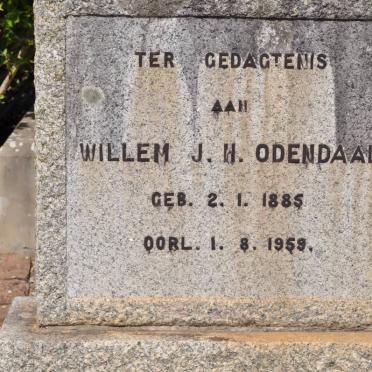 TER GEDAGTENIS
AAN
WILLEM J. H. ODENDAAL
GEB. 2. 1. 1885
OORL. 1. 8. 1959.